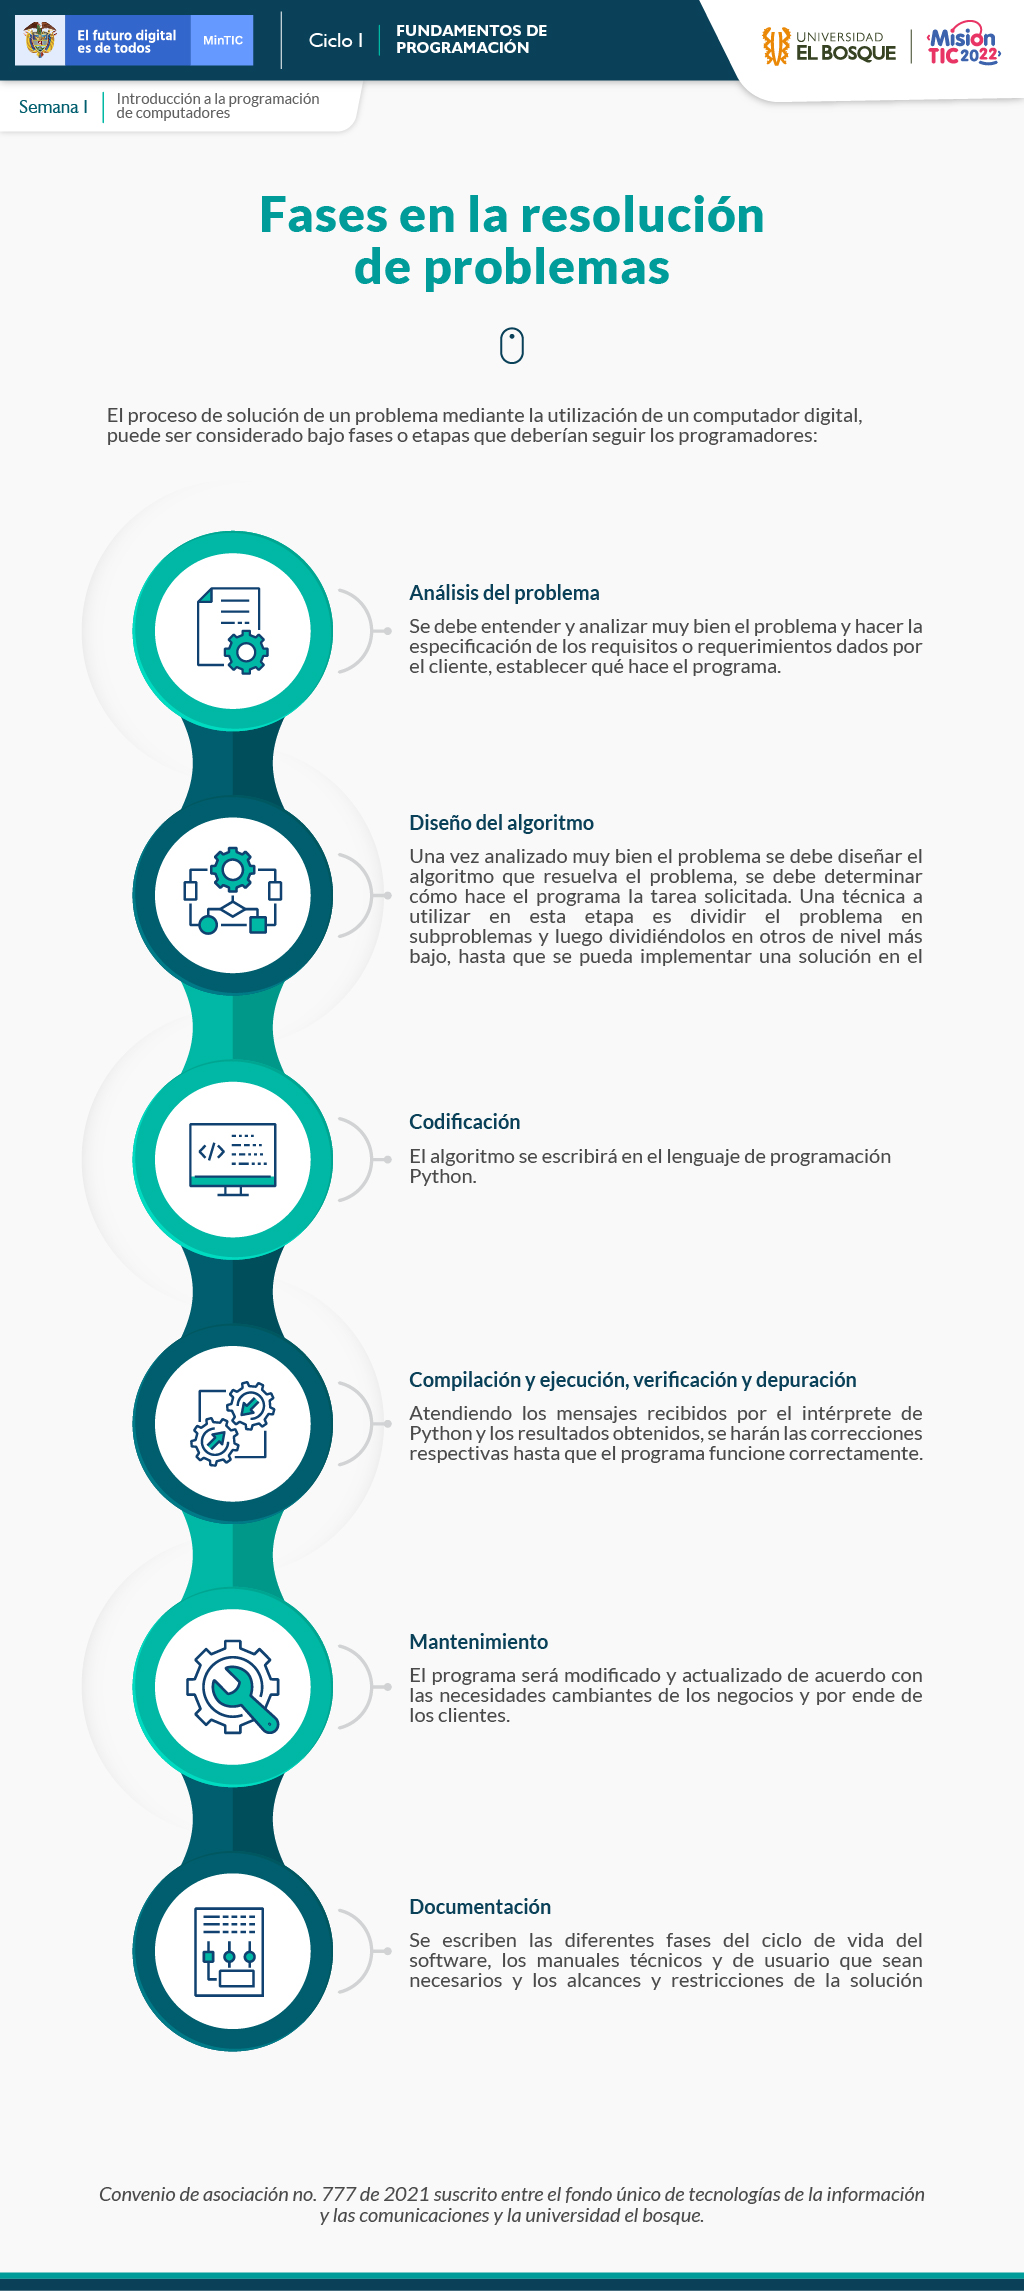 El futuro digital
es de todos
MinTIC
Ciclo I
FUNDAMENTOS DE
PROGRAMACIÓN
UNIVERSIDAD
EL BOSQUE
Misión
TIC 2022
Semana I
Introducción a la programación
de computadores
Fases en la resolución
de problemas
El proceso de solución de un problema mediante la utilización de un computador digital,
puede ser considerado bajo fases o etapas que deberían seguir los programadores:
Análisis del problema
Se debe entender y analizar muy bien el problema y hacer la
especificación de los requisitos o requerimientos dados por
el cliente, establecer qué hace el programa.
Diseño del algoritmo
Una vez analizado muy bien el problema se debe diseñar el
algoritmo que resuelva el problema, se debe determinar
cómo hace el programa la tarea solicitada. Una técnica a
utilizar en esta etapa es dividir el problema en
subproblemas y luego dividiéndolos en otros de nivel más
bajo, hasta que se pueda implementar una solución en el
Codificación
El algoritmo se escribirá en el lenguaje de programación
Python.
Compilación y ejecución, verificación y depuración
Atendiendo los mensajes recibidos por el intérprete de
Python y los resultados obtenidos, se harán las correcciones
respectivas hasta que el programa funcione correctamente.
Mantenimiento
El programa será modificado y actualizado de acuerdo con
las necesidades cambiantes de los negocios y por ende de
los clientes.
Documentación
Se escriben las diferentes fases del ciclo de vida del
software, los manuales técnicos y de usuario que sean
necesarios y los alcances y restricciones de la solución
Convenio de asociación no. 777 de 2021 suscrito entre el fondo único de tecnologías de la información
y las comunicaciones y la universidad el bosque.